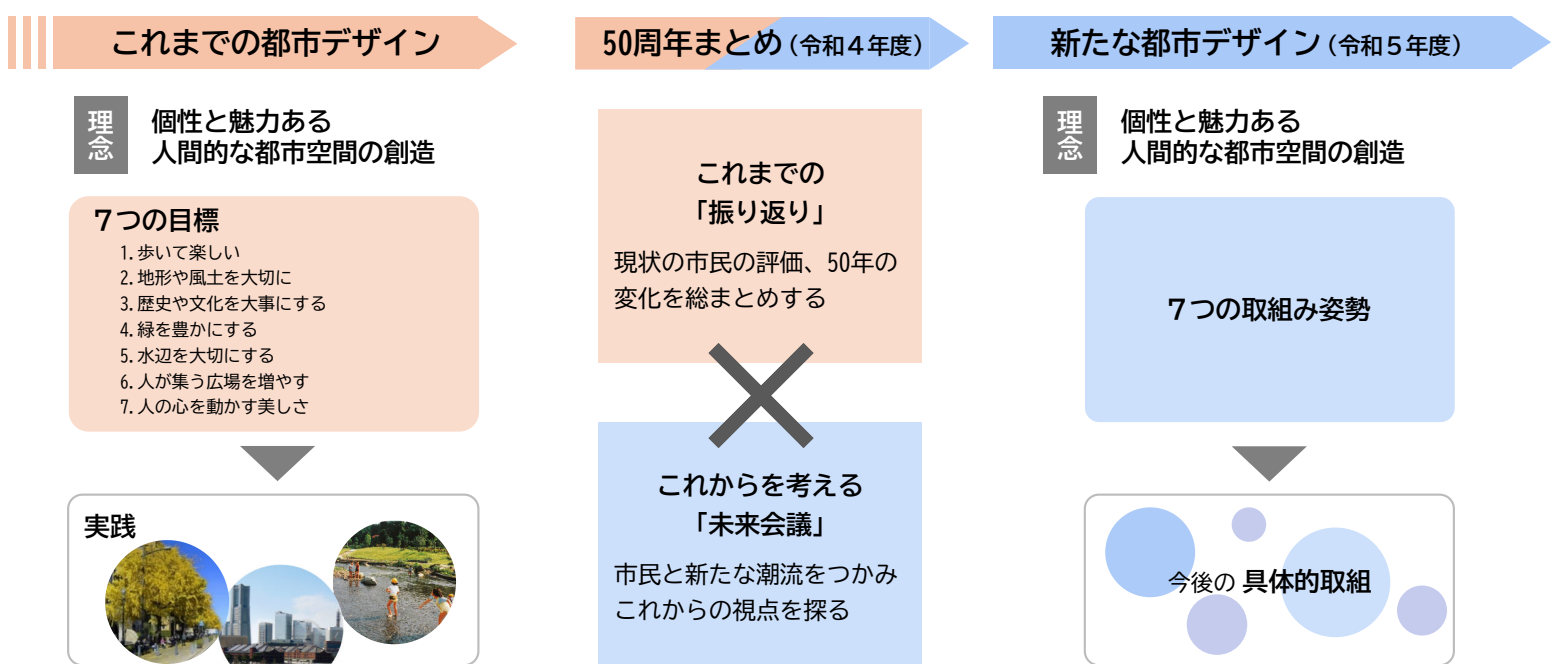 これまでの都市デザイン
理念
個性と魅力ある
人間的な都市空間の創造
７つの目標
1.歩いて楽しい
2.地形や風土を大切に
3.歴史や文化を大事にする
4.緑を豊かにする
5.水辺を大切にする
6.人が集う広場を増やす
7.人の心を動かす美しさ
実践
50周年まとめ（令和４年度）
これまでの
「振り返り」
現状の市民の評価、50年の
変化を総まとめする
これからを考える
「未来会議」
市民と新たな潮流をつかみ
これからの視点を探る
新たな都市デザイン（令和５年度）
理念
個性と魅力ある
人間的な都市空間の創造
７つの取組み姿勢
今後の 具体的取組